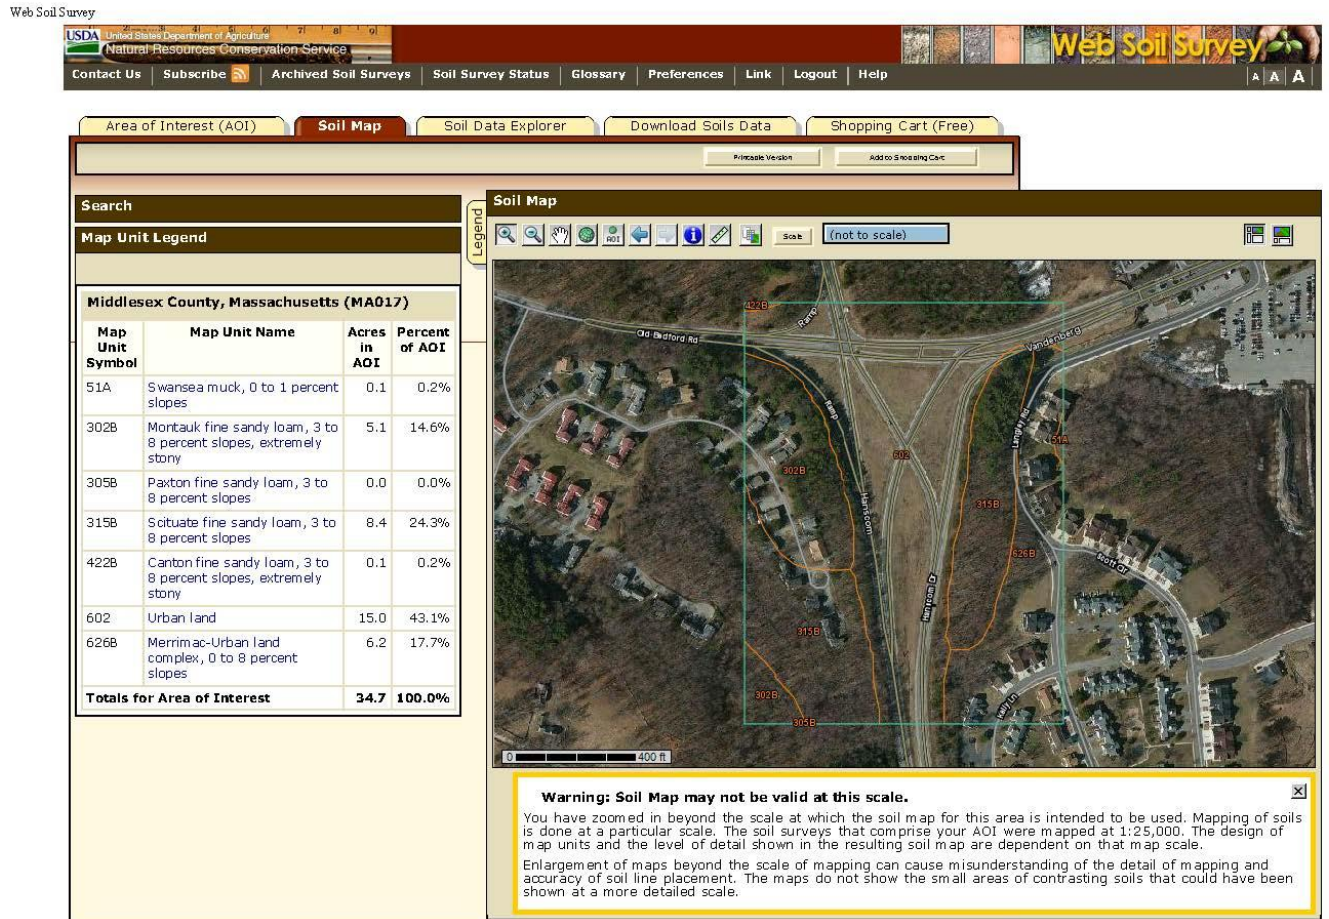 Web Soil Survey
USDA United States Department of Agriculture
Natural Resources Conservation Service
Web Soil Survey
Contact Us | Subscribe | Archived Soil Surveys | Soil Survey Status | Glossary | Preferences | Link | Logout | Help
A | A | A
Area of Interest (AOI)
Soil Map
Soil Data Explorer
Download Soils Data
Shopping Cart (Free)
Printable Version
Add to Shopping Cart
Search
Map Unit Legend
Middlesex County, Massachusetts (MA017)
Map Unit Symbol | Map Unit Name | Acres in AOI | Percent of AOI
51A Swansea muck, 0 to 1 percent 0.1 0.2%
slopes
302B Montauk fine sandy loam, 3 to 5.1 14.6%
8 percent slopes, extremely
stony
305B Paxton fine sandy loam, 3 to 0.0 0.0%
8 percent slopes
315B Scituate fine sandy loam, 3 to 8.4 24.3%
8 percent slopes
422B Canton fine sandy loam, 3 to 0.1 0.2%
8 percent slopes, extremely
stony
602 Urban land 15.0 43.1%
626B Merrimac-Urban land 6.2 17.7%
complex, 0 to 8 percent
slopes
Totals for Area of Interest 34.7 100.0%
Legend
Soil Map
AOI
Scale
(not to scale)
422B
Ramp
Old Bedford Rd
Vandenberg
Ramp
Langley Rd
51A
602
302B
Hanscom
315B
626B
Scott Cir
Hanscom Dr
315B
302B
305B
Kelly Ln
0 400 ft
Warning: Soil Map may not be valid at this scale.
You have zoomed in beyond the scale at which the soil map for this area is intended to be used. Mapping of soils
is done at a particular scale. The soil surveys that comprise your AOI were mapped at 1:25,000. The design of
map units and the level of detail shown in the resulting soil map are dependent on that map scale.
Enlargement of maps beyond the scale of mapping can cause misunderstanding of the detail of mapping and
accuracy of soil line placement. The maps do not show the small areas of contrasting soils that could have been
shown at a more detailed scale.